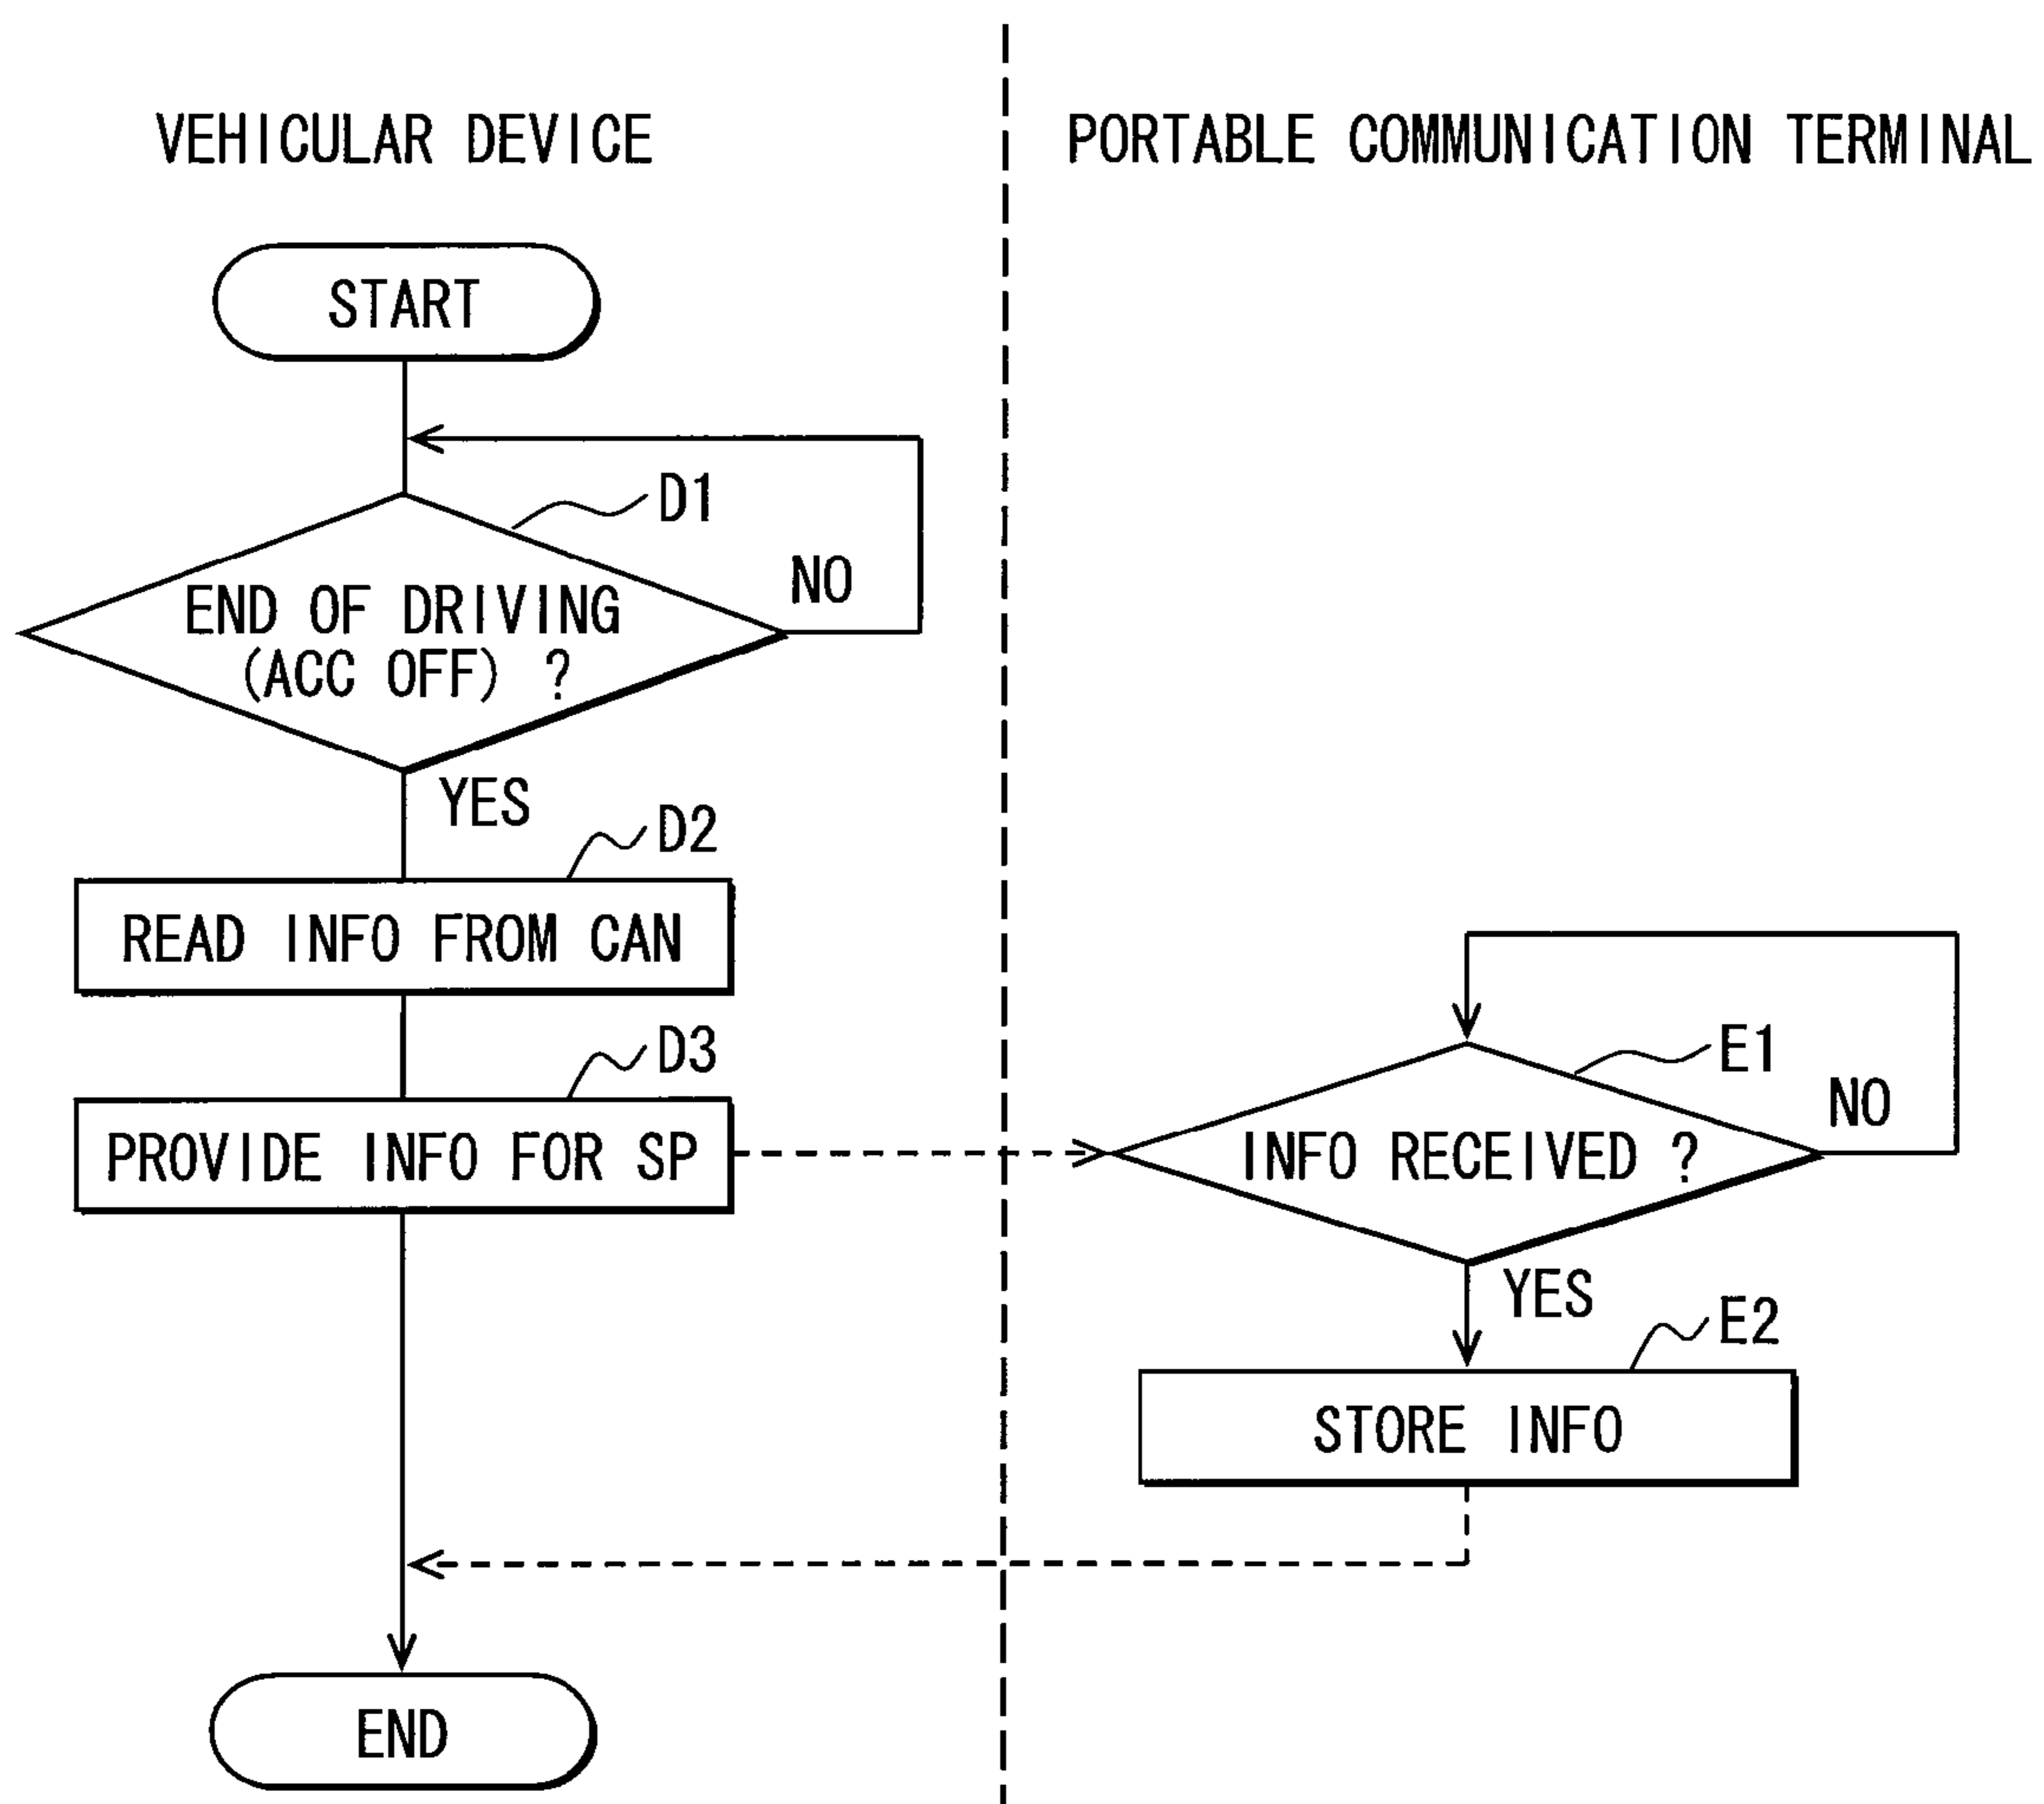 VEHICULAR DEVICE
PORTABLE COMMUNICATION TERMINAL
START
D1
NO
END OF DRIVING
(ACC OFF) ?
YES
D2
READ INFO FROM CAN
D3
PROVIDE INFO FOR SP
E1
NO
INFO RECEIVED ?
YES
E2
STORE INFO
END